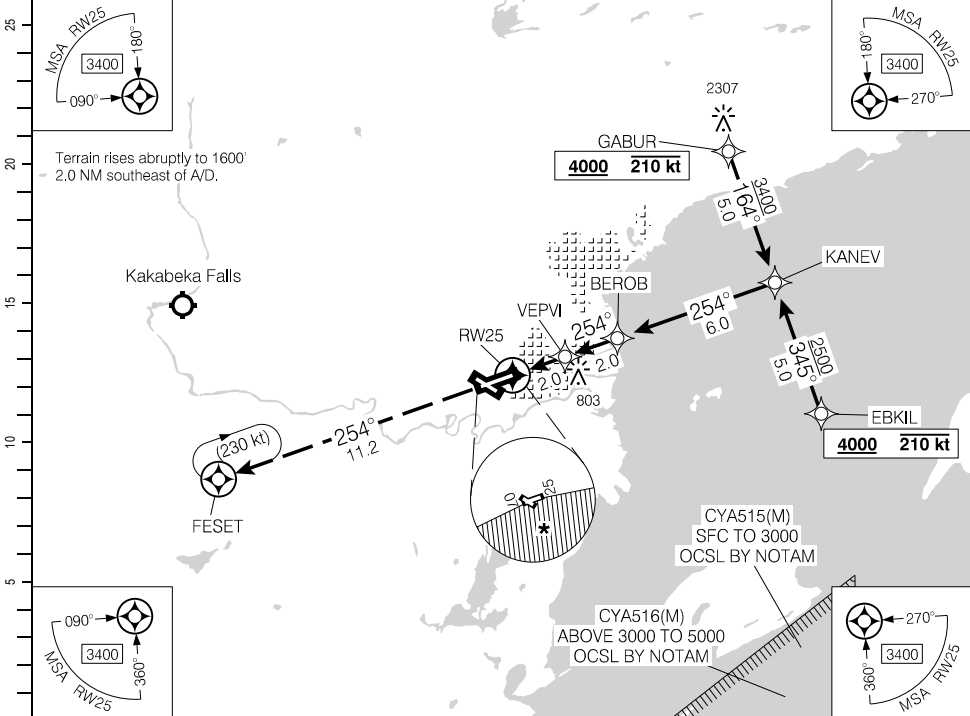 25
20
15
10
5
MSA RW25
180°
3400
090°
MSA RW25
180°
3400
270°
Terrain rises abruptly to 1600'
2.0 NM southeast of A/D.
2307
GABUR
4000 210 kt
3400
164°
5.0
KANEV
Kakabeka Falls
BEROB
VEPVI
RW25
254°
6.0
254°
2.0
2.0
803
2500
345°
5.0
EBKIL
4000 210 kt
(230 kt)
254°
11.2
FESET
07
25
*
CYA515(M)
SFC TO 3000
OCSL BY NOTAM
CYA516(M)
ABOVE 3000 TO 5000
OCSL BY NOTAM
090°
3400
360°
MSA RW25
270°
3400
360°
MSA RW25